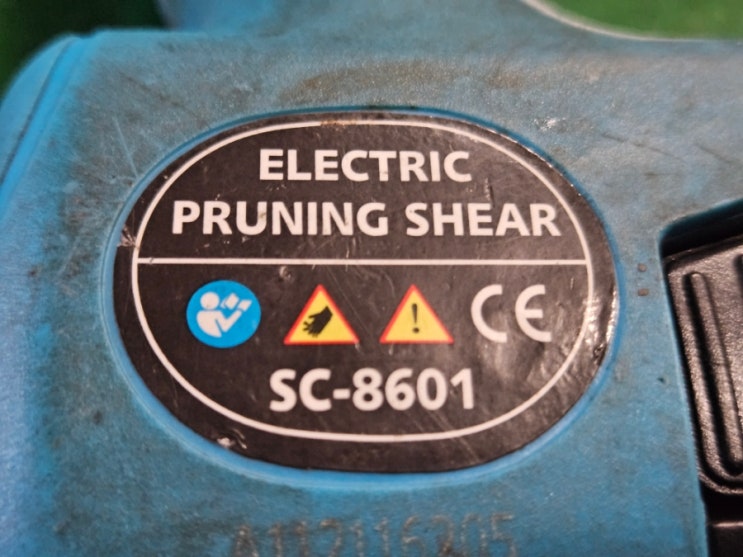 ELECTRIC
PRUNING SHEAR
CE
SC-8601